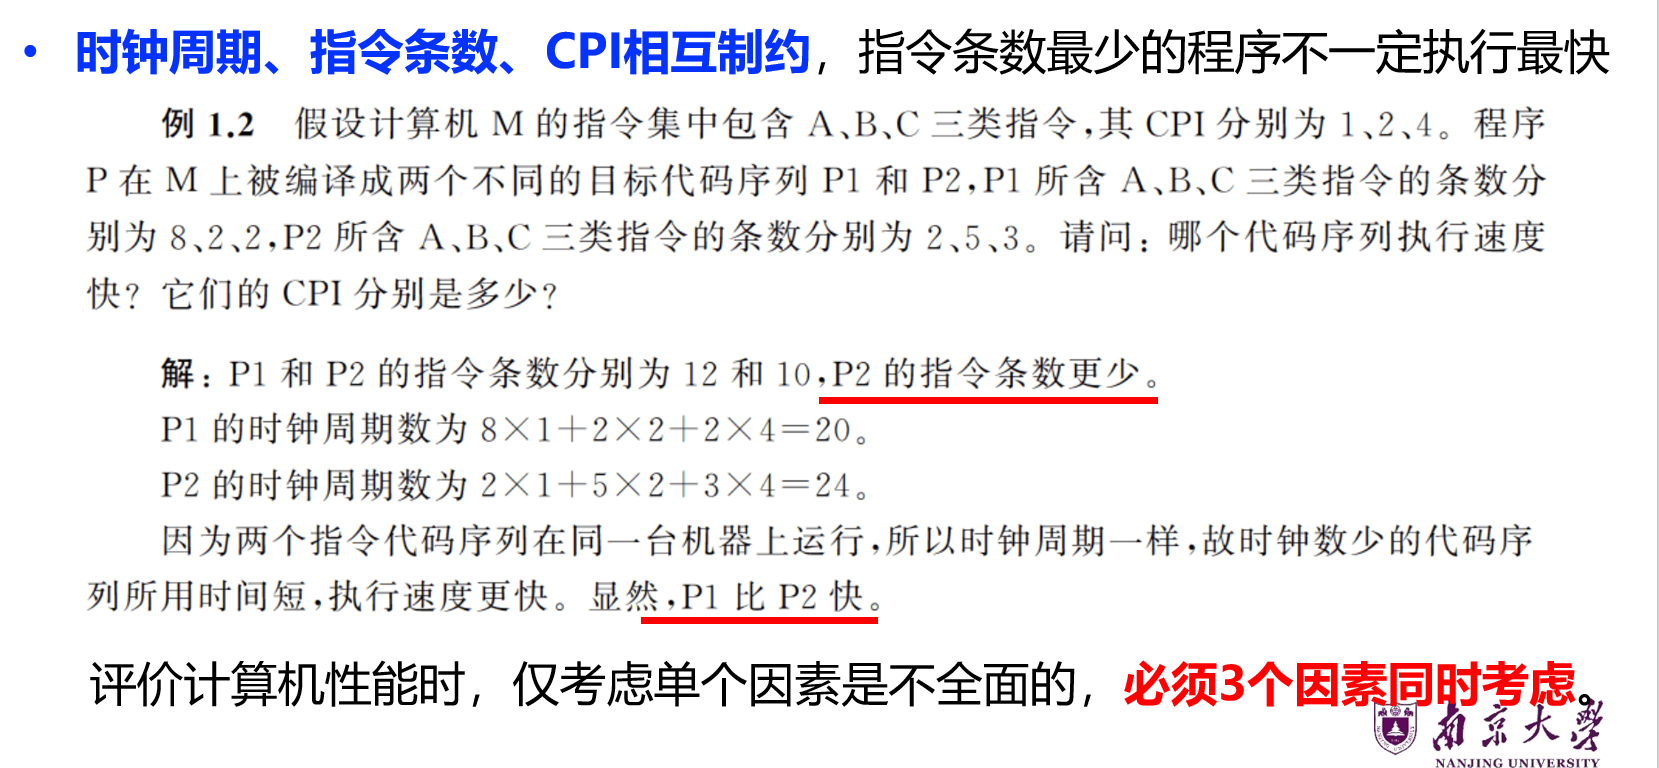 • 时钟周期、指令条数、CPI相互制约，指令条数最少的程序不一定执行最快
例 1.2 假设计算机 M 的指令集中包含 A、B、C 三类指令,其 CPI 分别为 1、2、4。程序
P 在 M 上被编译成两个不同的目标代码序列 P1 和 P2,P1 所含 A、B、C 三类指令的条数分
别为 8、2、2,P2 所含 A、B、C 三类指令的条数分别为 2、5、3。请问：哪个代码序列执行速度
快？它们的 CPI 分别是多少？
解：P1 和 P2 的指令条数分别为 12 和 10,P2 的指令条数更少。
P1 的时钟周期数为 8×1+2×2+2×4=20。
P2 的时钟周期数为 2×1+5×2+3×4=24。
因为两个指令代码序列在同一台机器上运行,所以时钟周期一样,故时钟数少的代码序
列所用时间短,执行速度更快。显然,P1 比 P2 快。
评价计算机性能时，仅考虑单个因素是不全面的，必须3个因素同时考虑。
南京大学
NANJING UNIVERSITY